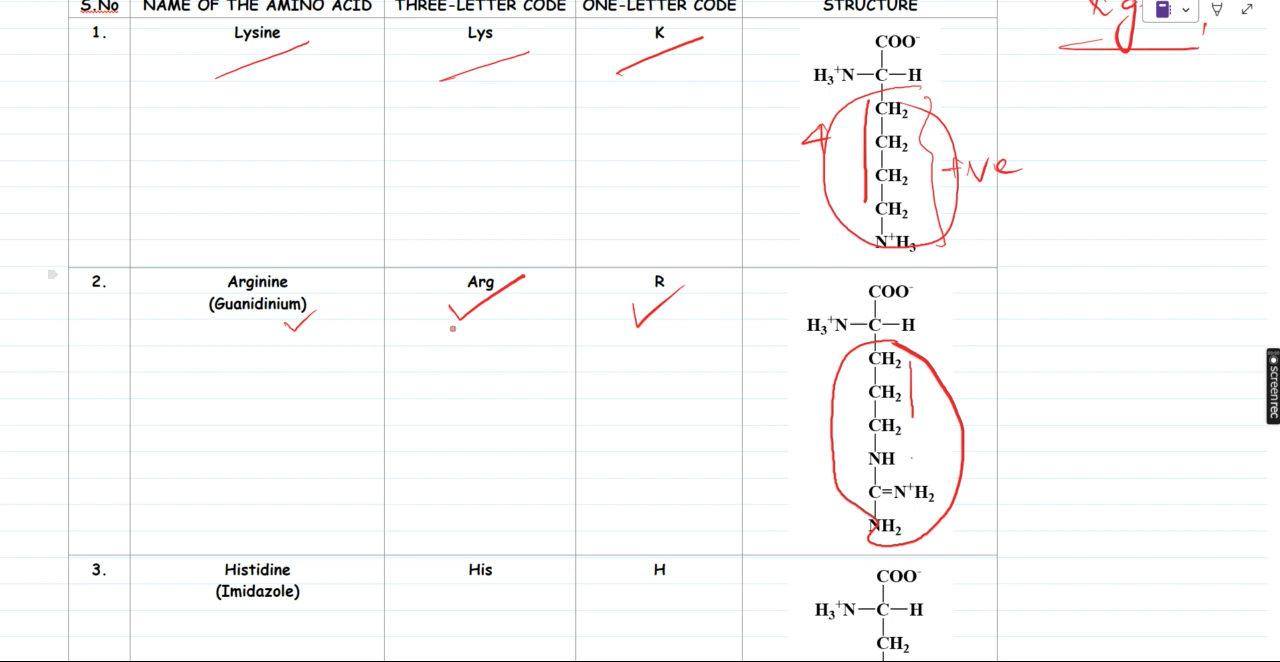 S.No NAME OF THE AMINO ACID THREE-LETTER CODE ONE-LETTER CODE STRUCTURE
1. Lysine Lys K
COO⁻
H₃⁺N—C—H
CH₂
CH₂
CH₂
CH₂
N⁺H₃
4
+ve
2. Arginine Arg R
(Guanidinium)
COO⁻
H₃⁺N—C—H
CH₂
CH₂
CH₂
NH
C=N⁺H₂
NH₂
3. Histidine His H
(Imidazole)
COO⁻
H₃⁺N—C—H
CH₂
screenrec